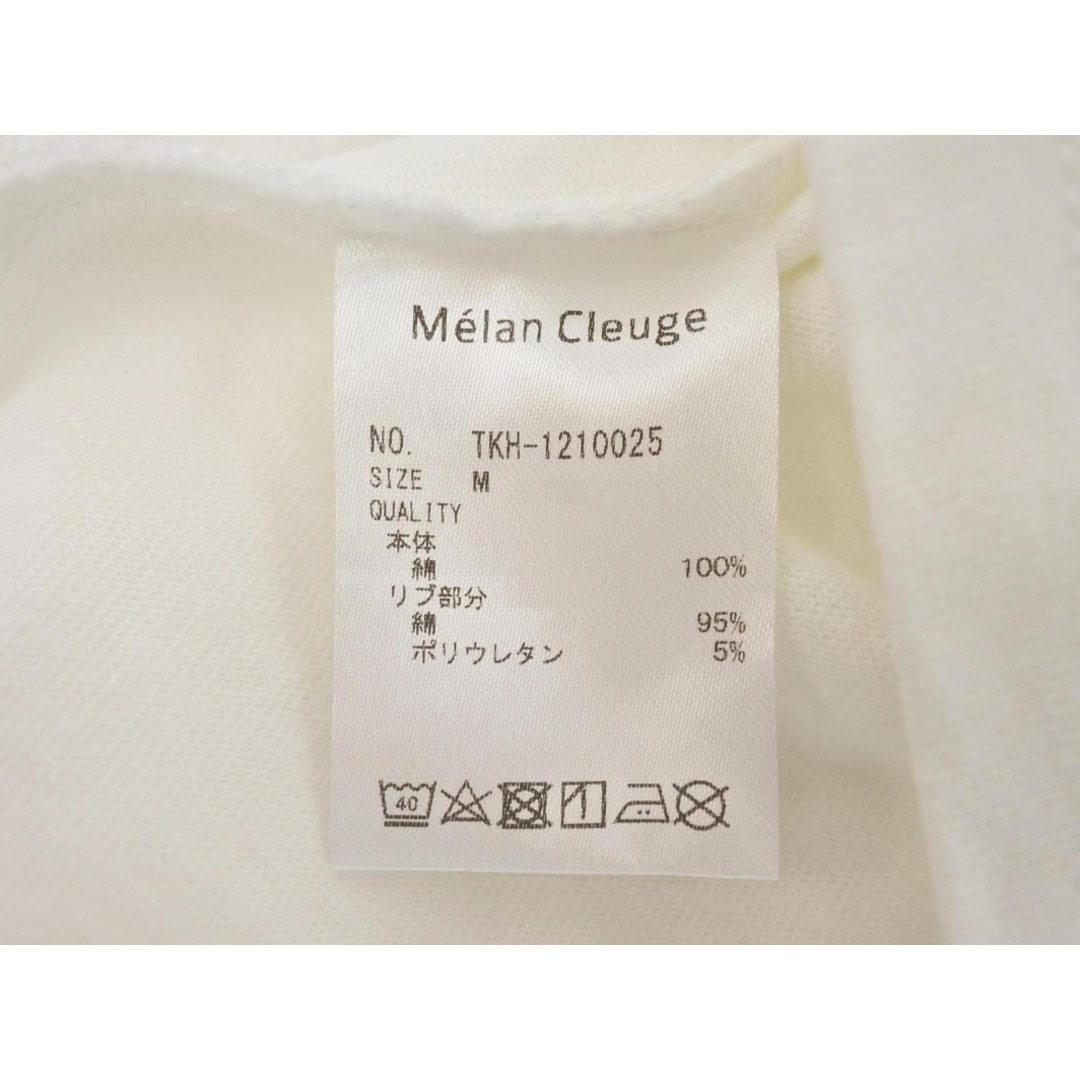 Mélan Cleuge
NO. TKH-1210025
SIZE M
QUALITY
本体
綿 100%
リブ部分
綿 95%
ポリウレタン 5%
40